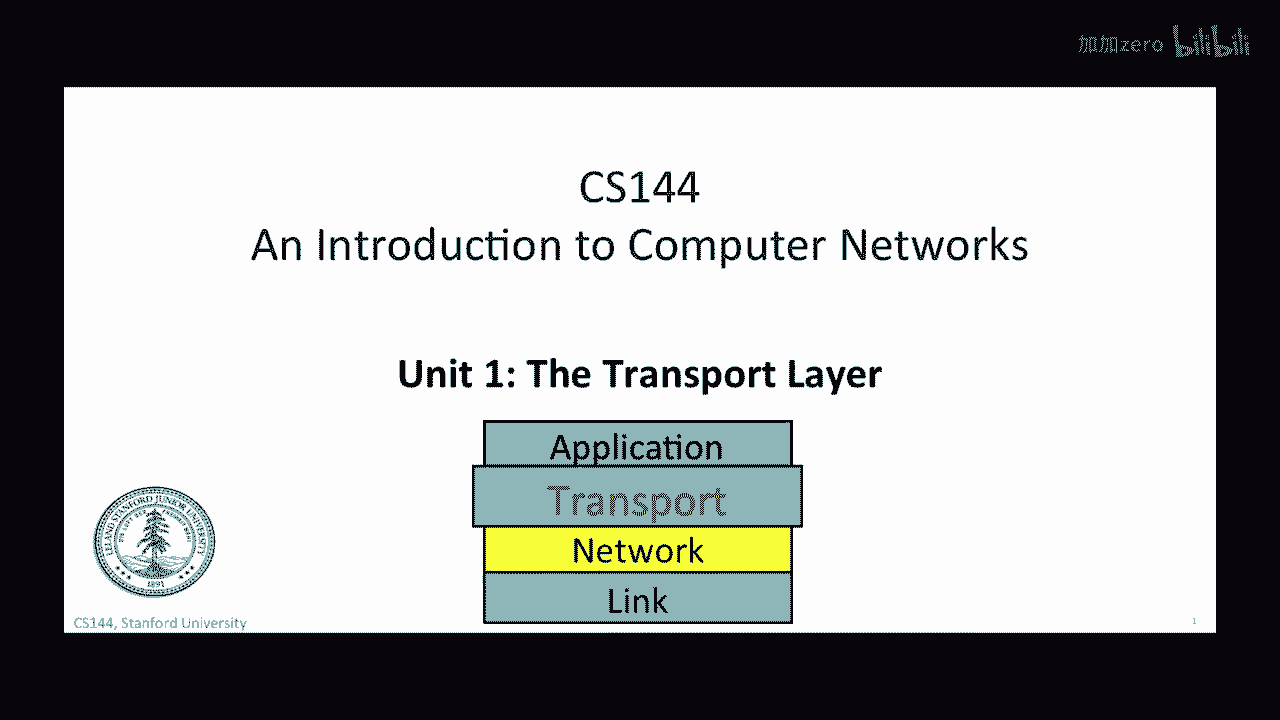 加加zero bilibili
CS144
An Introduction to Computer Networks
Unit 1: The Transport Layer
Application
Transport
Network
Link
LELAND STANFORD JUNIOR UNIVERSITY
1891
CS144, Stanford University
1